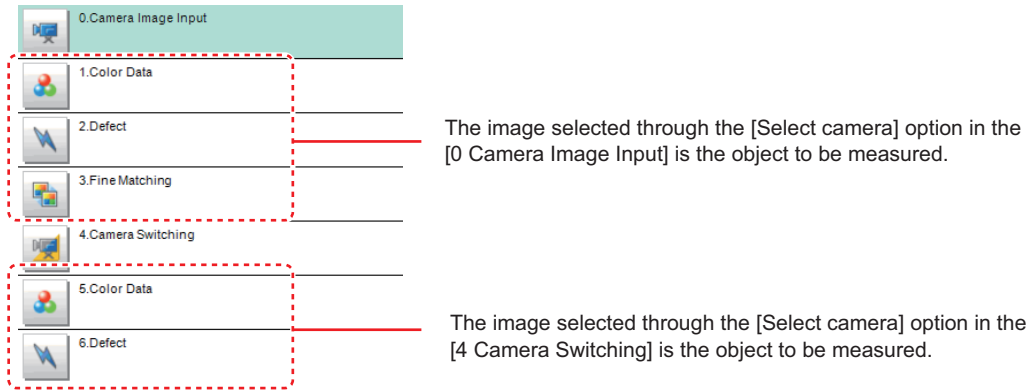 0.Camera Image Input
1.Color Data
2.Defect
The image selected through the [Select camera] option in the
[0 Camera Image Input] is the object to be measured.
3.Fine Matching
4.Camera Switching
5.Color Data
The image selected through the [Select camera] option in the
[4 Camera Switching] is the object to be measured.
6.Defect